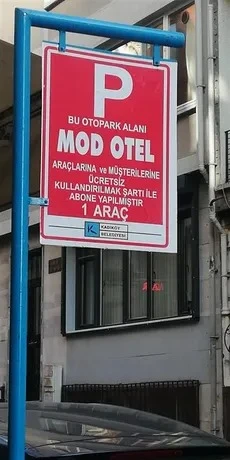 P
BU OTOPARK ALANI
MOD OTEL
ARAÇLARINA ve MÜŞTERİLERİNE
ÜCRETSİZ
KULLANDIRILMAK ŞARTI İLE
ABONE YAPILMIŞTIR
1 ARAÇ
KADIKÖY
BELEDİYESİ